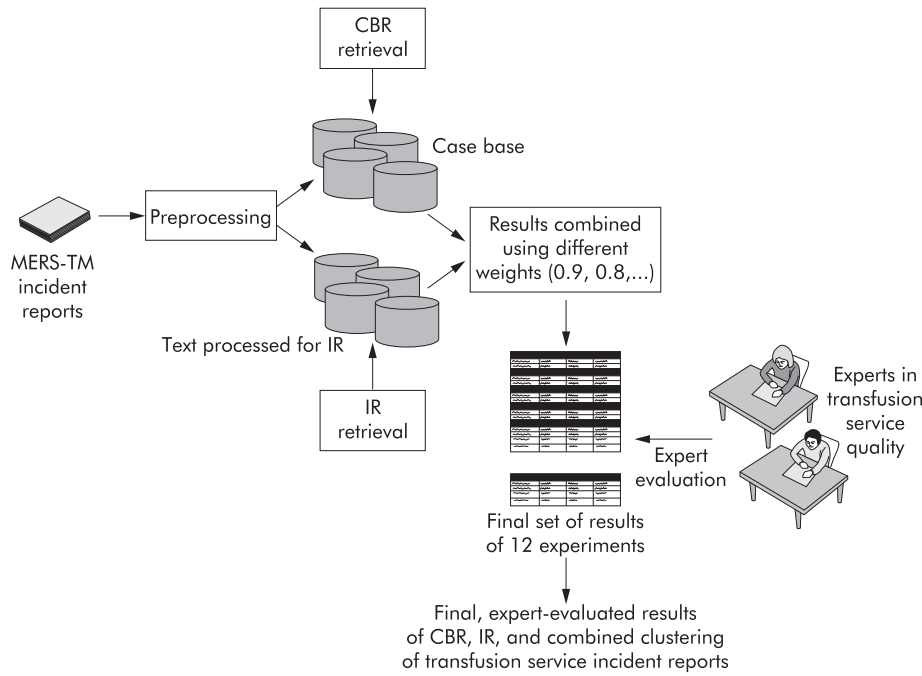 CBR
retrieval
Case base
Preprocessing
MERS-TM
incident
reports
Results combined
using different
weights (0.9, 0.8,...)
Text processed for IR
IR
retrieval
Experts in
transfusion
service
quality
Expert
evaluation
Final set of results
of 12 experiments
Final, expert-evaluated results
of CBR, IR, and combined clustering
of transfusion service incident reports